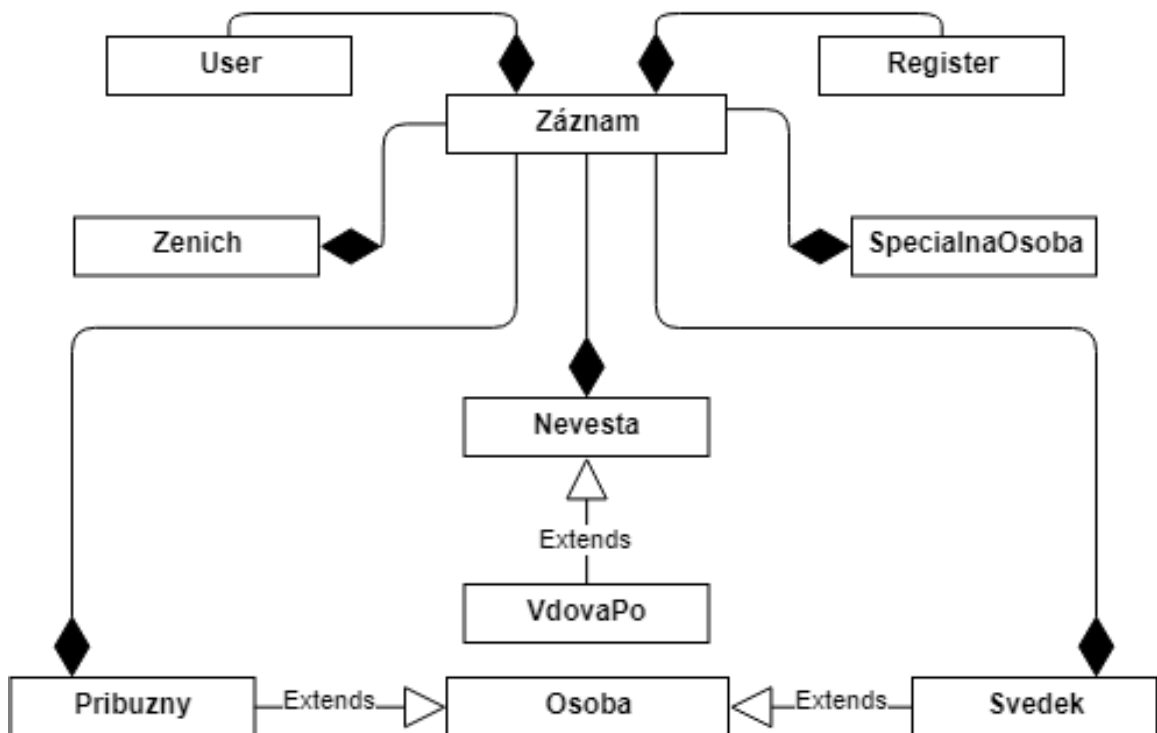 User
Register
Záznam
Zenich
SpecialnaOsoba
Nevesta
Extends
VdovaPo
Pribuzny
Extends
Osoba
Extends
Svedek